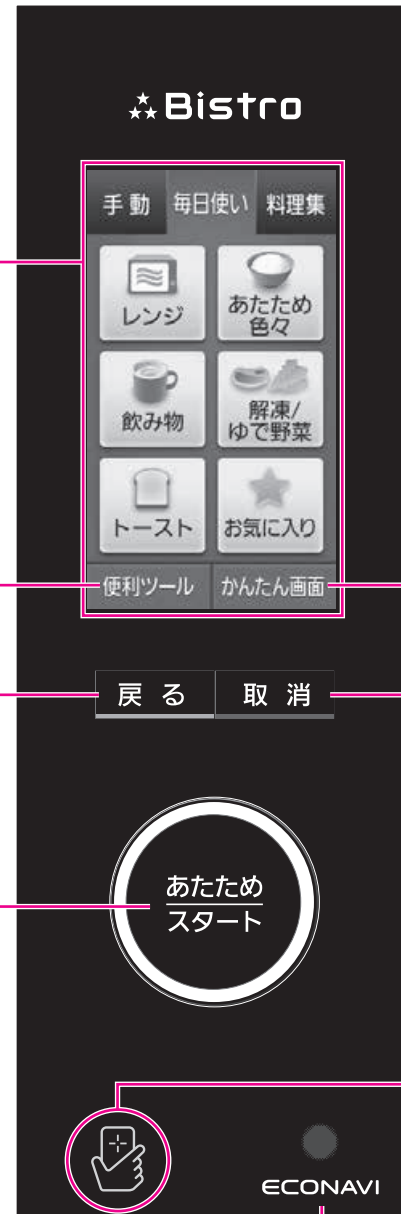 Bistro
手動 毎日使い 料理集
レンジ
あたため
色々
飲み物
解凍/
ゆで野菜
トースト
お気に入り
便利ツール かんたん画面
戻る 取消
あたため
スタート
ECONAVI